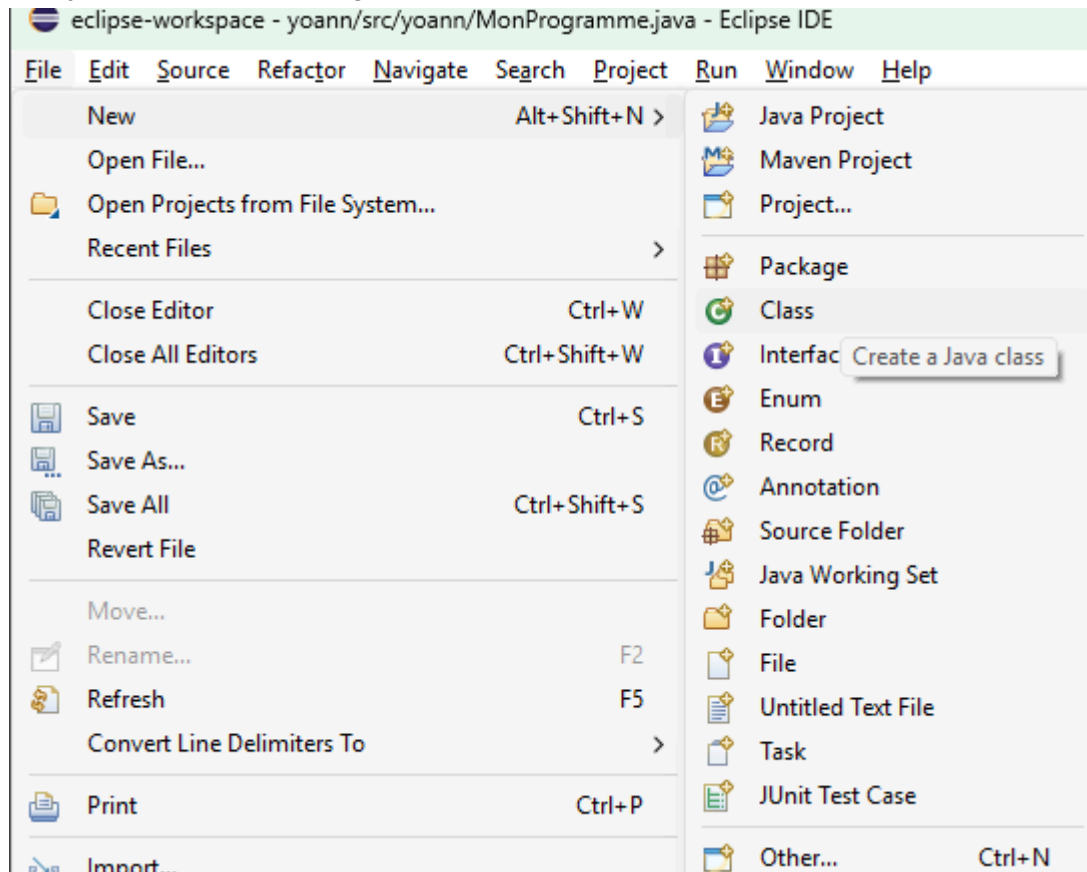 eclipse-workspace - yoann/src/yoann/MonProgramme.java - Eclipse IDE
File Edit Source Refactor Navigate Search Project Run Window Help
New Alt+Shift+N >
Open File...
Open Projects from File System...
Recent Files >
Close Editor Ctrl+W
Close All Editors Ctrl+Shift+W
Save Ctrl+S
Save As...
Save All Ctrl+Shift+S
Revert File
Move...
Rename... F2
Refresh F5
Convert Line Delimiters To >
Print Ctrl+P
Import...
Java Project
Maven Project
Project...
Package
Class
Interfac
Create a Java class
Enum
Record
Annotation
Source Folder
Java Working Set
Folder
File
Untitled Text File
Task
JUnit Test Case
Other... Ctrl+N